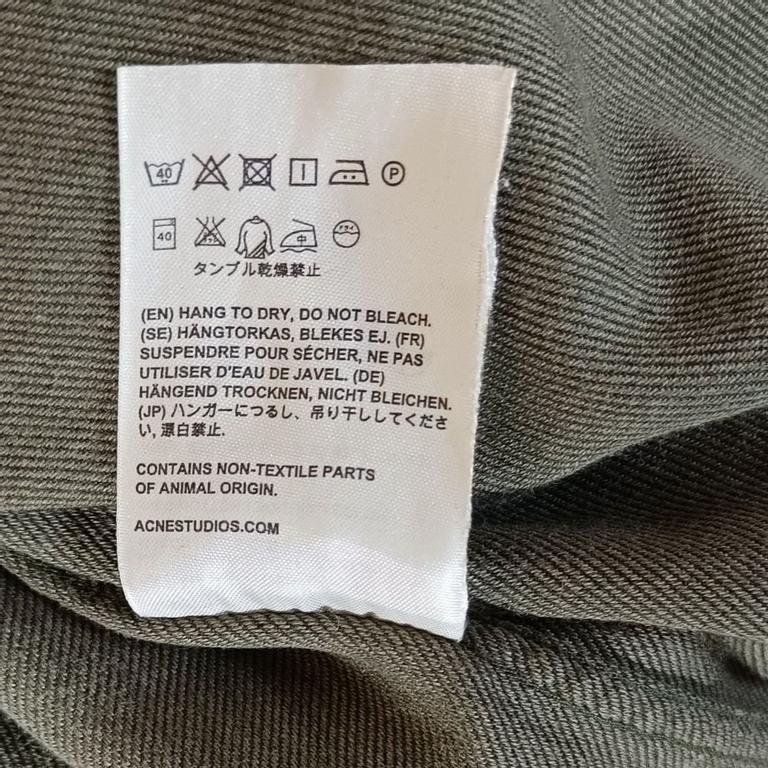 40 P
40 中 ドライ
タンブル乾燥禁止
(EN) HANG TO DRY, DO NOT BLEACH.
(SE) HÄNGTORKAS, BLEKES EJ. (FR)
SUSPENDRE POUR SÉCHER, NE PAS
UTILISER D'EAU DE JAVEL. (DE)
HÄNGEND TROCKNEN, NICHT BLEICHEN.
(JP) ハンガーにつるし、吊り干ししてくださ
い, 漂白禁止.
CONTAINS NON-TEXTILE PARTS
OF ANIMAL ORIGIN.
ACNESTUDIOS.COM